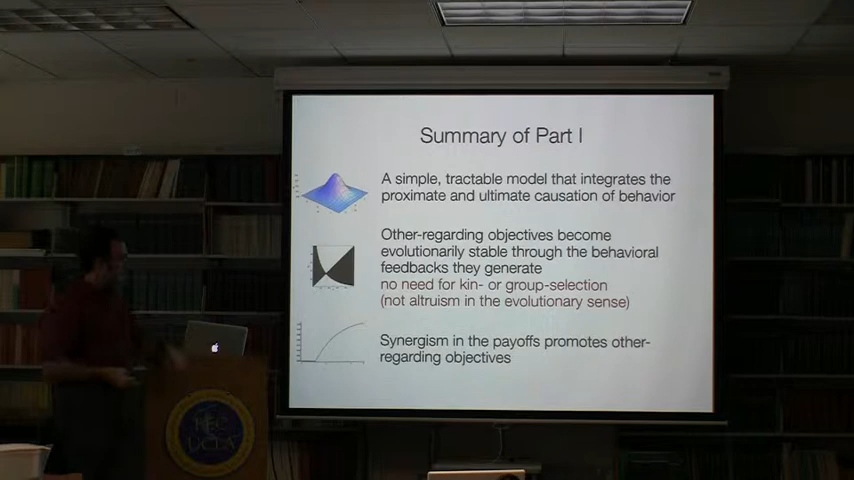 Summary of Part I
A simple, tractable model that integrates the
proximate and ultimate causation of behavior
Other-regarding objectives become
evolutionarily stable through the behavioral
feedbacks they generate
no need for kin- or group-selection
(not altruism in the evolutionary sense)
Synergism in the payoffs promotes other-
regarding objectives
UCLA